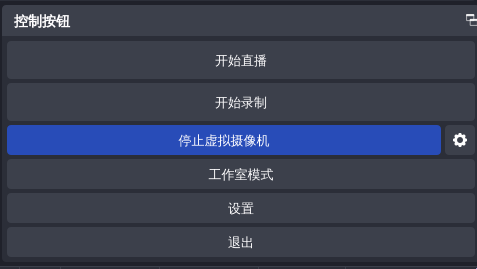 控制按钮
开始直播
开始录制
停止虚拟摄像机
工作室模式
设置
退出